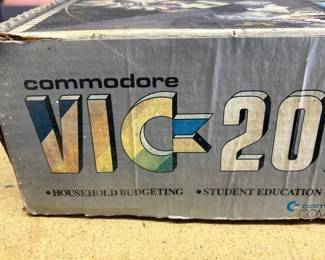 commodore
VIC-20
• HOUSEHOLD BUDGETING • STUDENT EDUCATION